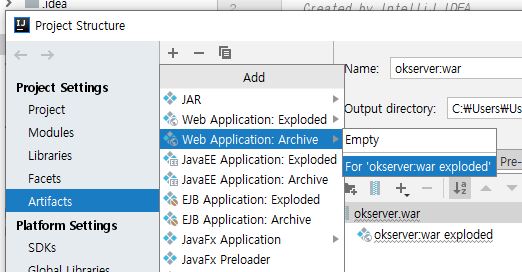 .idea
2
Created by IntelliJ IDEA
Project Structure
Add
Name:
okserver:war
Project Settings
Project
Modules
Libraries
Facets
Artifacts
Platform Settings
SDKs
Global Libraries
JAR
Web Application: Exploded
Web Application: Archive
JavaEE Application: Exploded
JavaEE Application: Archive
EJB Application: Exploded
EJB Application: Archive
JavaFx Application
JavaFx Preloader
Output directory:
C:₩Users₩Us
Empty
For 'okserver:war exploded'
Pre-
okserver.war
okserver:war exploded